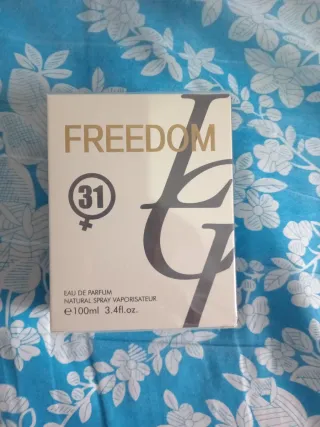 FREEDOM
31
EAU DE PARFUM
NATURAL SPRAY VAPORISATEUR
℮100ml 3.4fl.oz.